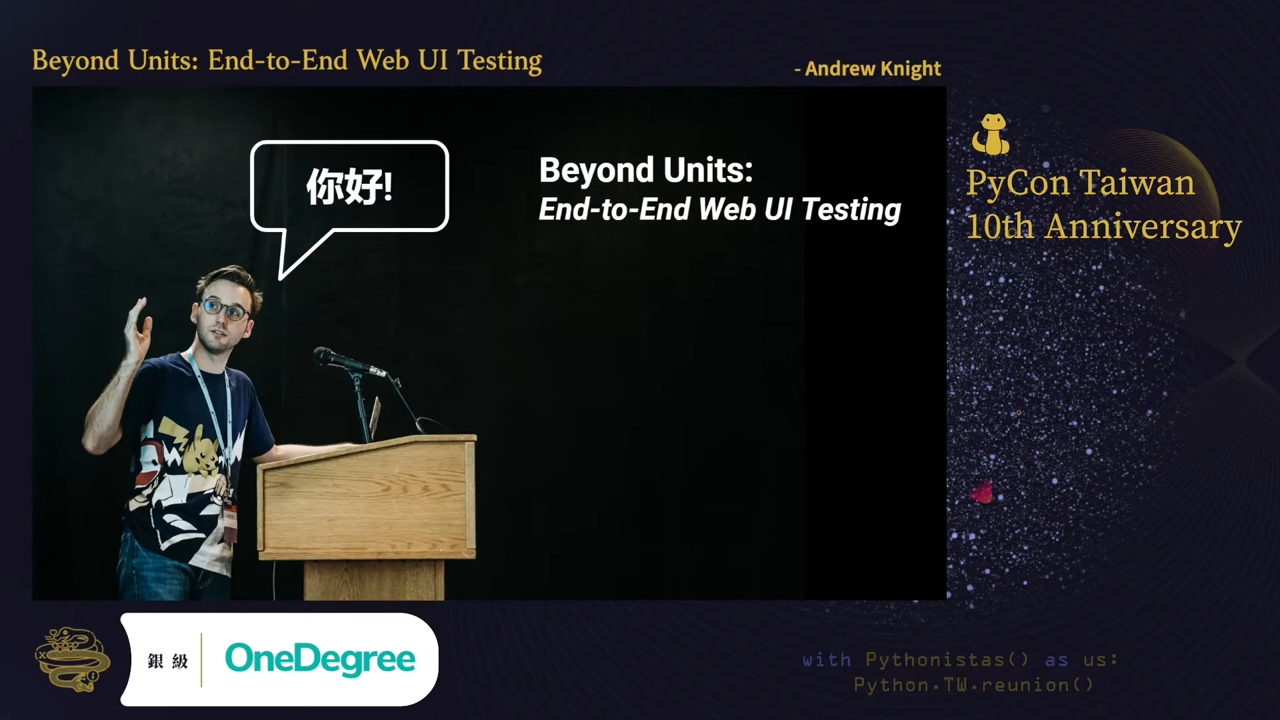 Beyond Units: End-to-End Web UI Testing
- Andrew Knight
你好!
Beyond Units:
End-to-End Web UI Testing
PyCon Taiwan
10th Anniversary
銀級
OneDegree
with Pythonistas() as us:
Python.TW.reunion()